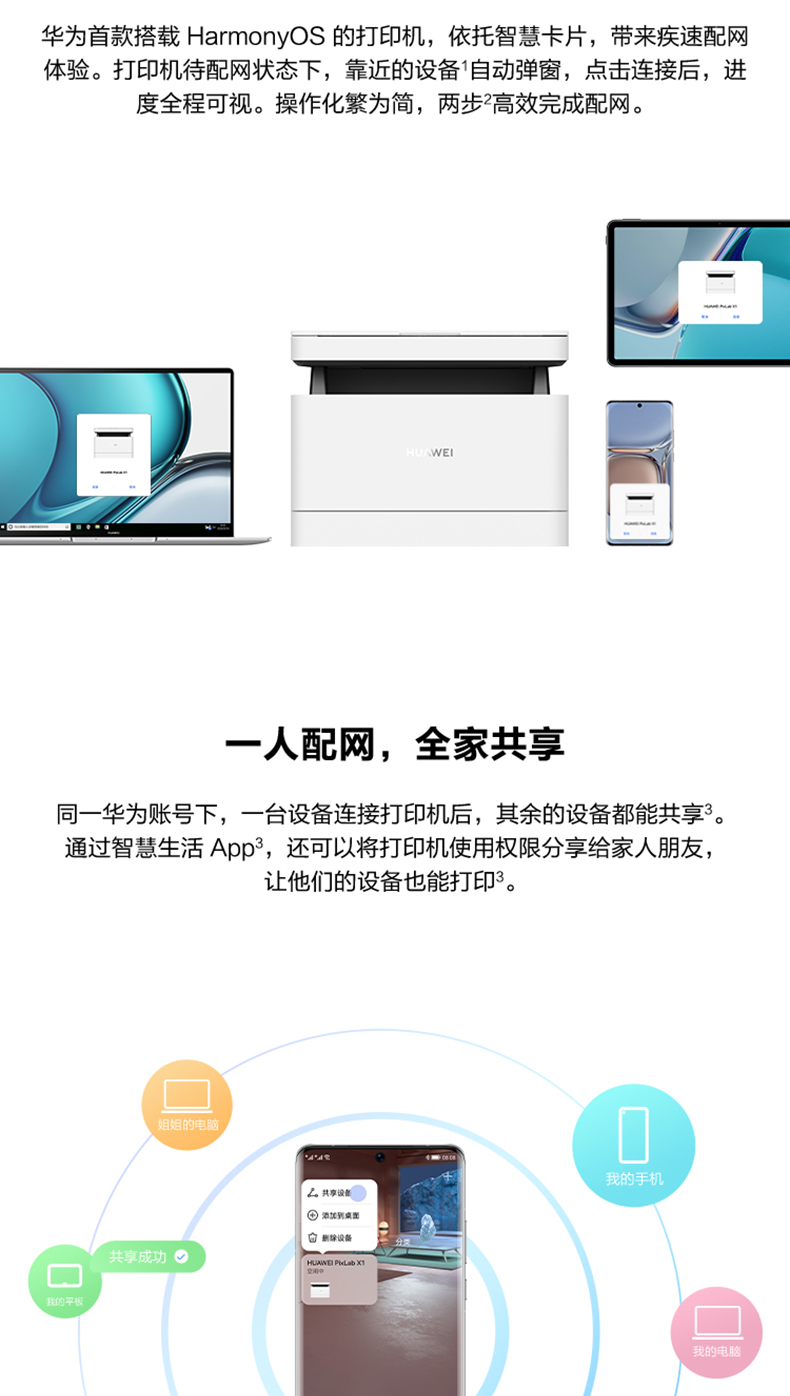 华为首款搭载 HarmonyOS 的打印机，依托智慧卡片，带来疾速配网
体验。打印机待配网状态下，靠近的设备¹自动弹窗，点击连接后，进
度全程可视。操作化繁为简，两步²高效完成配网。
HUAWEI PixLab X1
HUAWEI
HUAWEI PixLab X1
HUAWEI PixLab X1
一人配网，全家共享
同一华为账号下，一台设备连接打印机后，其余的设备都能共享³。
通过智慧生活 App³，还可以将打印机使用权限分享给家人朋友，
让他们的设备也能打印³。
姐姐的电脑
我的手机
08:08
共享设备
添加到桌面
删除设备
分类
HUAWEI PixLab X1
空闲中
共享成功
我的平板
我的电脑